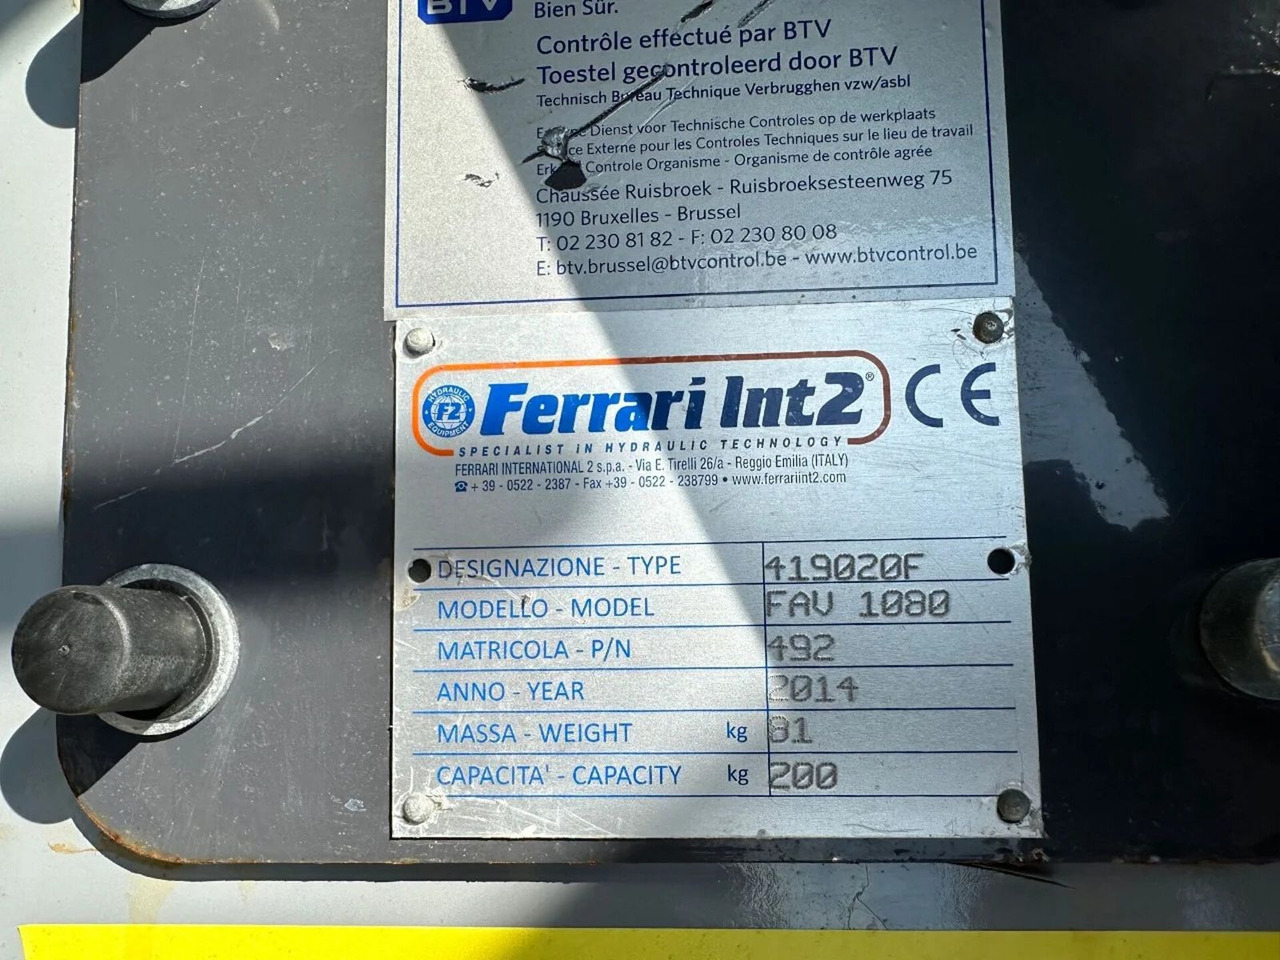 BTV
Bien Sûr.
Contrôle effectué par BTV
Toestel gecontroleerd door BTV
Technisch Bureau Technique Verbrugghen vzw/asbl
Dienst voor Technische Controles op de werkplaats
Externe pour les Controles Techniques sur le lieu de travail
Controle Organisme - Organisme de contrôle agrée
Chaussée Ruisbroek - Ruisbroeksesteenweg 75
1190 Bruxelles - Brussel
T: 02 230 81 82 - F: 02 230 80 08
E: btv.brussel@btvcontrol.be - www.btvcontrol.be
HYDRAULIC F2 EQUIPMENT
Ferrari Int2® CE
SPECIALIST IN HYDRAULIC TECHNOLOGY
FERRARI INTERNATIONAL 2 s.p.a. - Via E. Tirelli 26/a - Reggio Emilia (ITALY)
☎ + 39 - 0522 - 2387 - Fax +39 - 0522 - 238799 • www.ferrariint2.com
DESIGNAZIONE - TYPE 419020F
MODELLO - MODEL FAV 1080
MATRICOLA - P/N 492
ANNO - YEAR 2014
MASSA - WEIGHT kg 81
CAPACITA' - CAPACITY kg 200